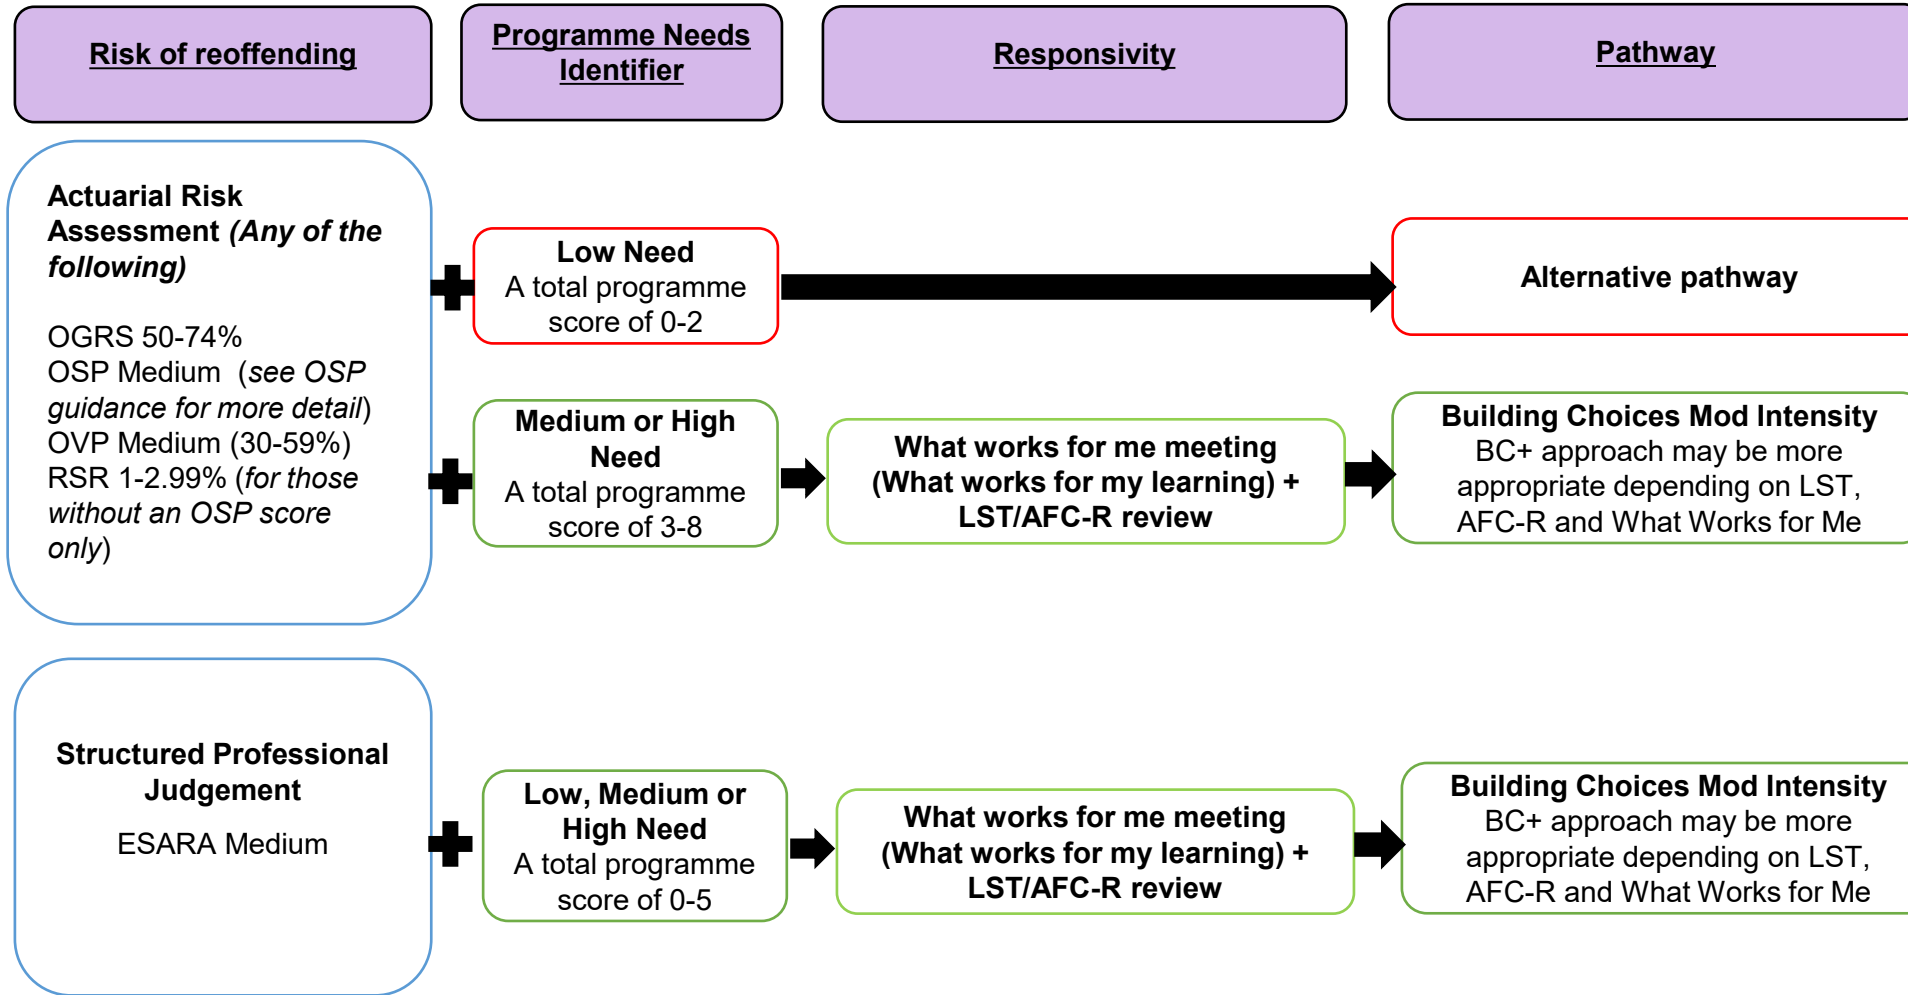 Risk of reoffending
Programme Needs
Identifier
Responsivity
Pathway
Actuarial Risk
Assessment (Any of the
following)
OGRS 50-74%
OSP Medium (see OSP
guidance for more detail)
OVP Medium (30-59%)
RSR 1-2.99% (for those
without an OSP score
only)
Low Need
A total programme
score of 0-2
Alternative pathway
Medium or High
Need
A total programme
score of 3-8
What works for me meeting
(What works for my learning) +
LST/AFC-R review
Building Choices Mod Intensity
BC+ approach may be more
appropriate depending on LST,
AFC-R and What Works for Me
Structured Professional
Judgement
ESARA Medium
Low, Medium or
High Need
A total programme
score of 0-5
What works for me meeting
(What works for my learning) +
LST/AFC-R review
Building Choices Mod Intensity
BC+ approach may be more
appropriate depending on LST,
AFC-R and What Works for Me